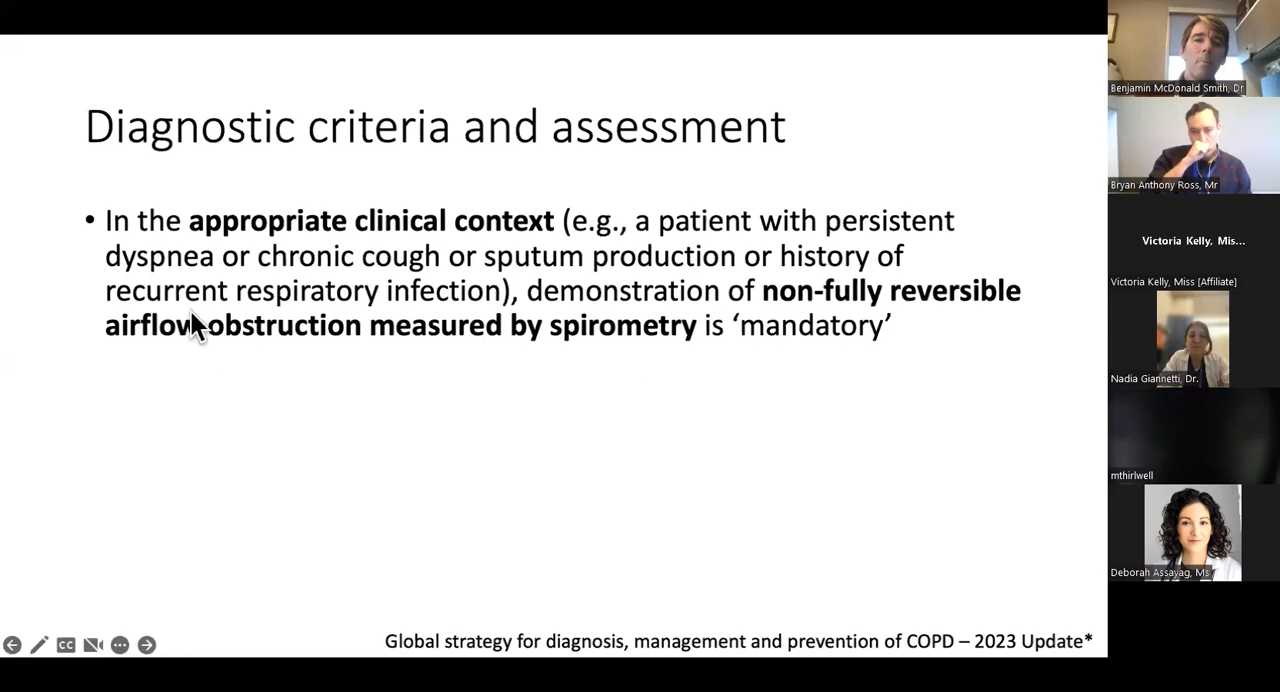 Diagnostic criteria and assessment
• In the appropriate clinical context (e.g., a patient with persistent
dyspnea or chronic cough or sputum production or history of
recurrent respiratory infection), demonstration of non-fully reversible
airflow obstruction measured by spirometry is ‘mandatory’
Global strategy for diagnosis, management and prevention of COPD – 2023 Update*
CC
Benjamin McDonald Smith, Dr
Bryan Anthony Ross, Mr
Victoria Kelly, Mis...
Victoria Kelly, Miss [Affiliate]
Nadia Giannetti, Dr.
mthirlwell
Deborah Assayag, Ms